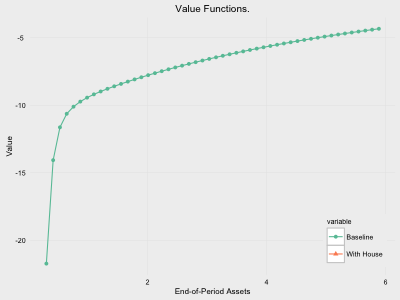 Value Functions.
Value
-5
-10
-15
-20
variable
Baseline
With House
2
4
6
End-of-Period Assets